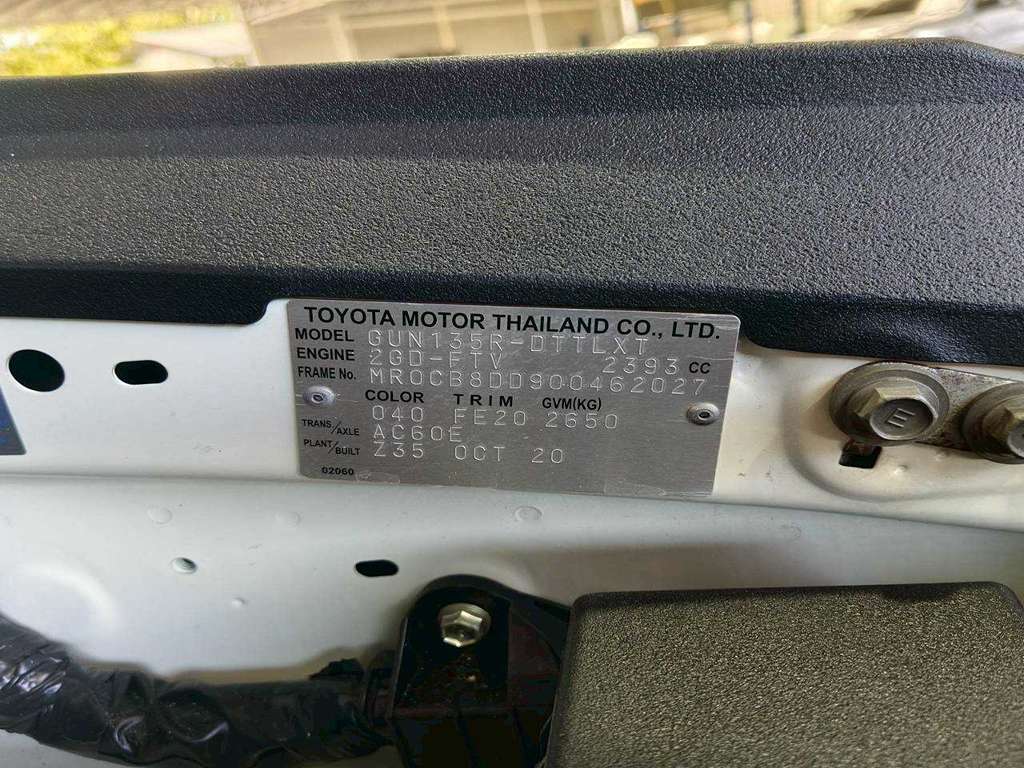 TOYOTA MOTOR THAILAND CO., LTD.
MODEL GUN135R-DTTLXT
ENGINE 2GD-FTV 2393 CC
FRAME No. MR0CB8DD900462027
COLOR TRIM GVM(KG)
040 FE20 2650
TRANS/AXLE AC60E
PLANT/BUILT Z35 OCT 20
02060
E